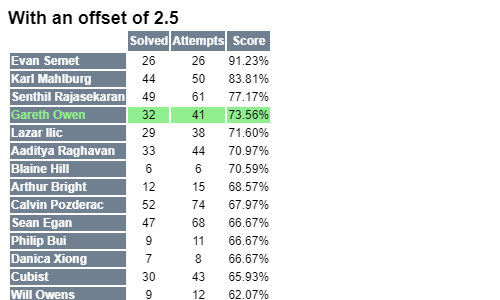 With an offset of 2.5
Solved Attempts Score
Evan Semet 26 26 91.23%
Karl Mahlburg 44 50 83.81%
Senthil Rajasekaran 49 61 77.17%
Gareth Owen 32 41 73.56%
Lazar Ilic 29 38 71.60%
Aaditya Raghavan 33 44 70.97%
Blaine Hill 6 6 70.59%
Arthur Bright 12 15 68.57%
Calvin Pozderac 52 74 67.97%
Sean Egan 47 68 66.67%
Philip Bui 9 11 66.67%
Danica Xiong 7 8 66.67%
Cubist 30 43 65.93%
Will Owens 9 12 62.07%